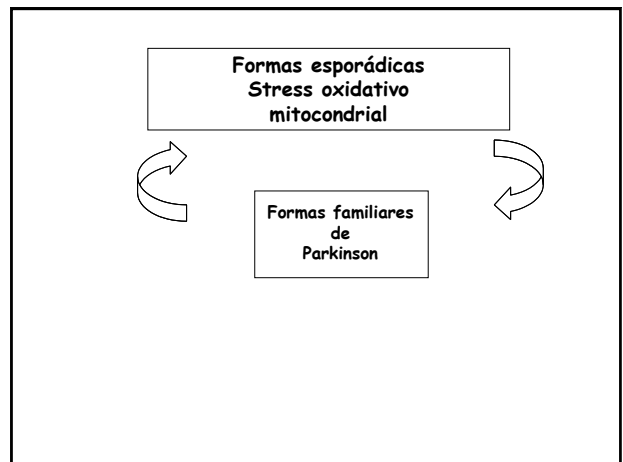 Formas esporádicas
Stress oxidativo
mitocondrial
Formas familiares
de
Parkinson